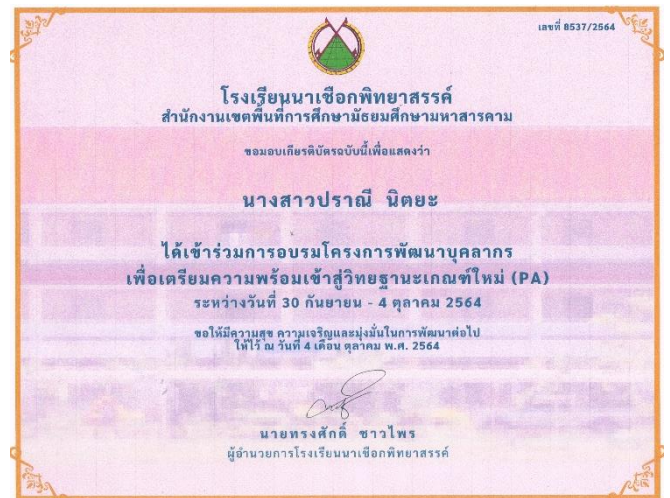 เลขที่ 8537/2564
โรงเรียนนาเชือกพิทยาสรรค์
สำนักงานเขตพื้นที่การศึกษามัธยมศึกษามหาสารคาม
ขอมอบเกียรติบัตรฉบับนี้เพื่อแสดงว่า
นางสาวปราณี นิตยะ
ได้เข้าร่วมการอบรมโครงการพัฒนาบุคลากร
เพื่อเตรียมความพร้อมเข้าสู่วิทยฐานะเกณฑ์ใหม่ (PA)
ระหว่างวันที่ 30 กันยายน - 4 ตุลาคม 2564
ขอให้มีความสุข ความเจริญและมุ่งมั่นในการพัฒนาต่อไป
ให้ไว้ ณ วันที่ 4 เดือน ตุลาคม พ.ศ. 2564
นายทรงศักดิ์ ชาวไพร
ผู้อำนวยการโรงเรียนนาเชือกพิทยาสรรค์